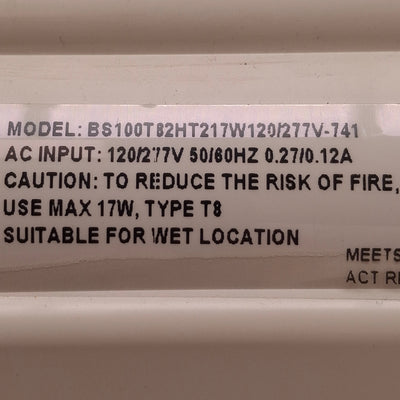 MODEL: BS100T82HT217W120/277V-741
AC INPUT: 120/277V 50/60HZ 0.27/0.12A
CAUTION: TO REDUCE THE RISK OF FIRE,
USE MAX 17W, TYPE T8
SUITABLE FOR WET LOCATION
MEETS
ACT